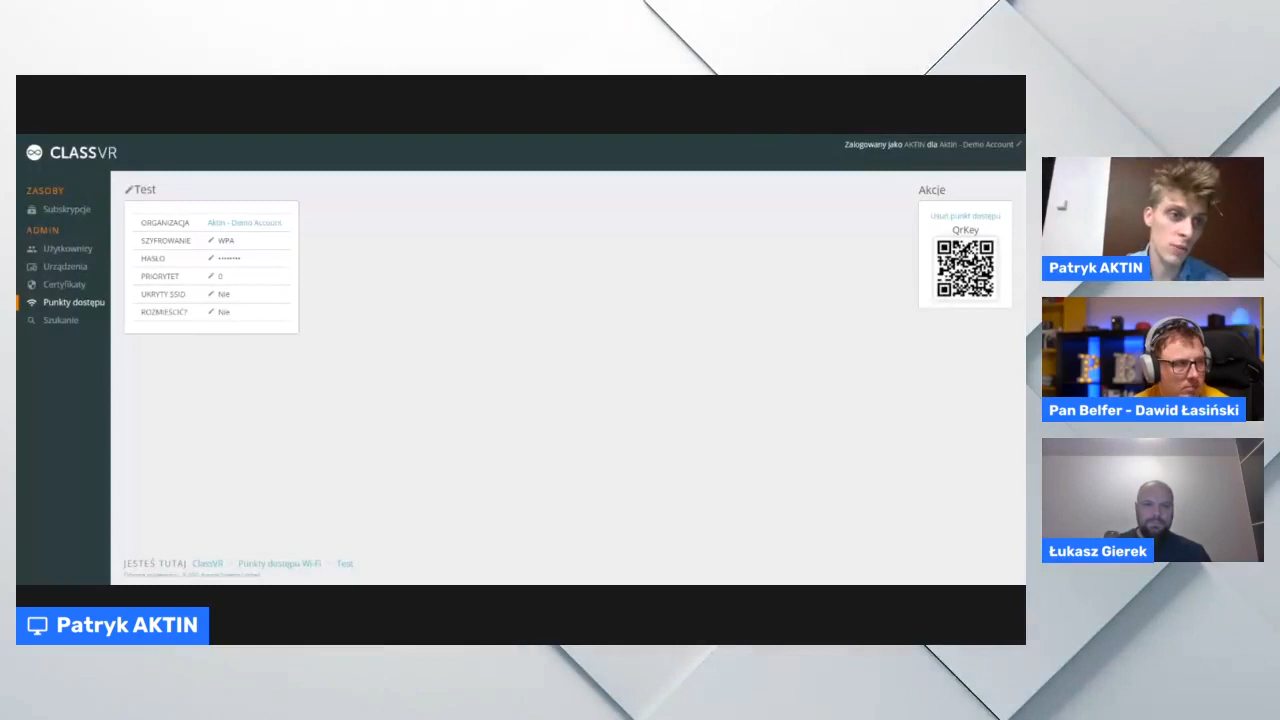 CLASSVR
Zalogowany jako AKTIN dla Aktin - Demo Account
ZASOBY
Subskrypcje
ADMIN
Użytkownicy
Urządzenia
Certyfikaty
Punkty dostępu
Szukanie
Test
ORGANIZACJA Aktin - Demo Account
SZYFROWANIE WPA
HASŁO ••••••••
PRIORYTET 0
UKRYTY SSID Nie
ROZMIEŚCIĆ? Nie
Akcje
Usuń punkt dostępu
QrKey
JESTEŚ TUTAJ ClassVR Punkty dostępu Wi-Fi Test
Patryk AKTIN
Patryk AKTIN
Pan Belfer - Dawid Łasiński
P B
Łukasz Gierek